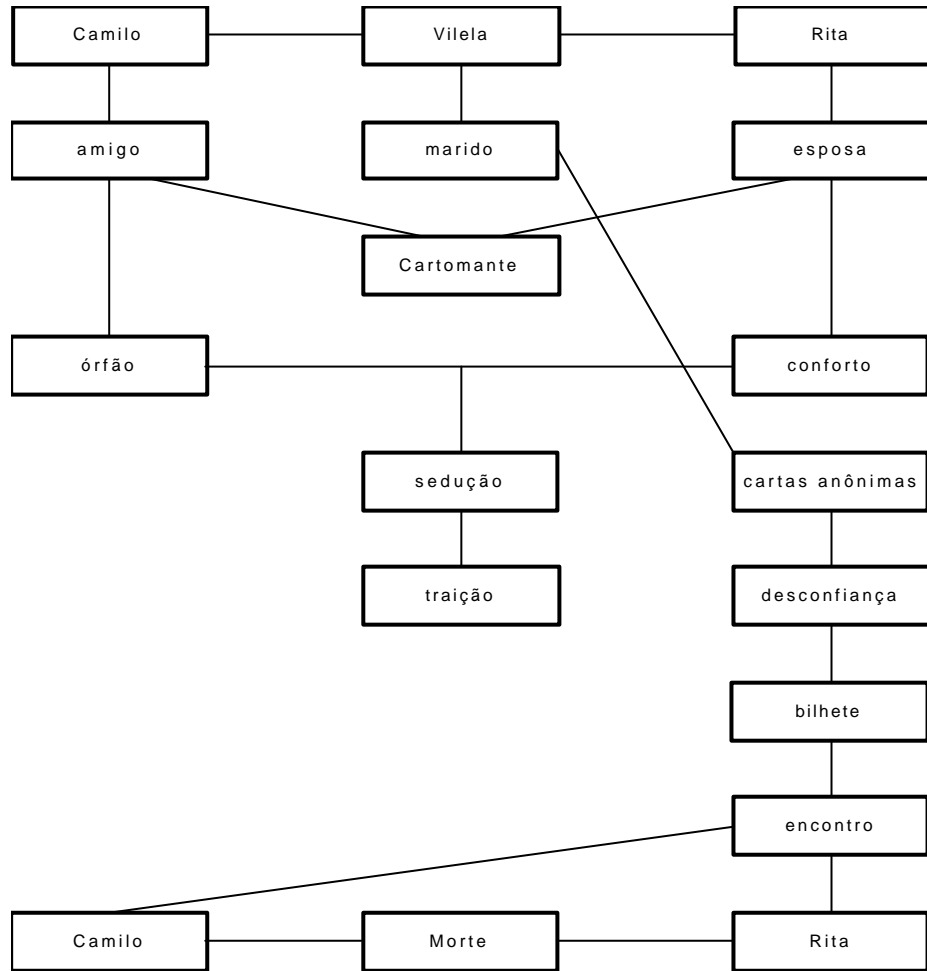 Camilo
Vilela
Rita
amigo
marido
esposa
Cartomante
órfão
conforto
sedução
cartas anônimas
traição
desconfiança
bilhete
encontro
Camilo
Morte
Rita